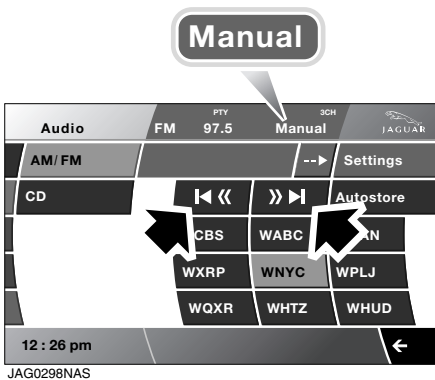 Manual
PTY 3CH
Audio FM 97.5 Manual JAGUAR
AM/FM --> Settings
CD Autostore
CBS WABC
WXRP WNYC WPLJ
WQXR WHTZ WHUD
12 : 26 pm
JAG0298NAS